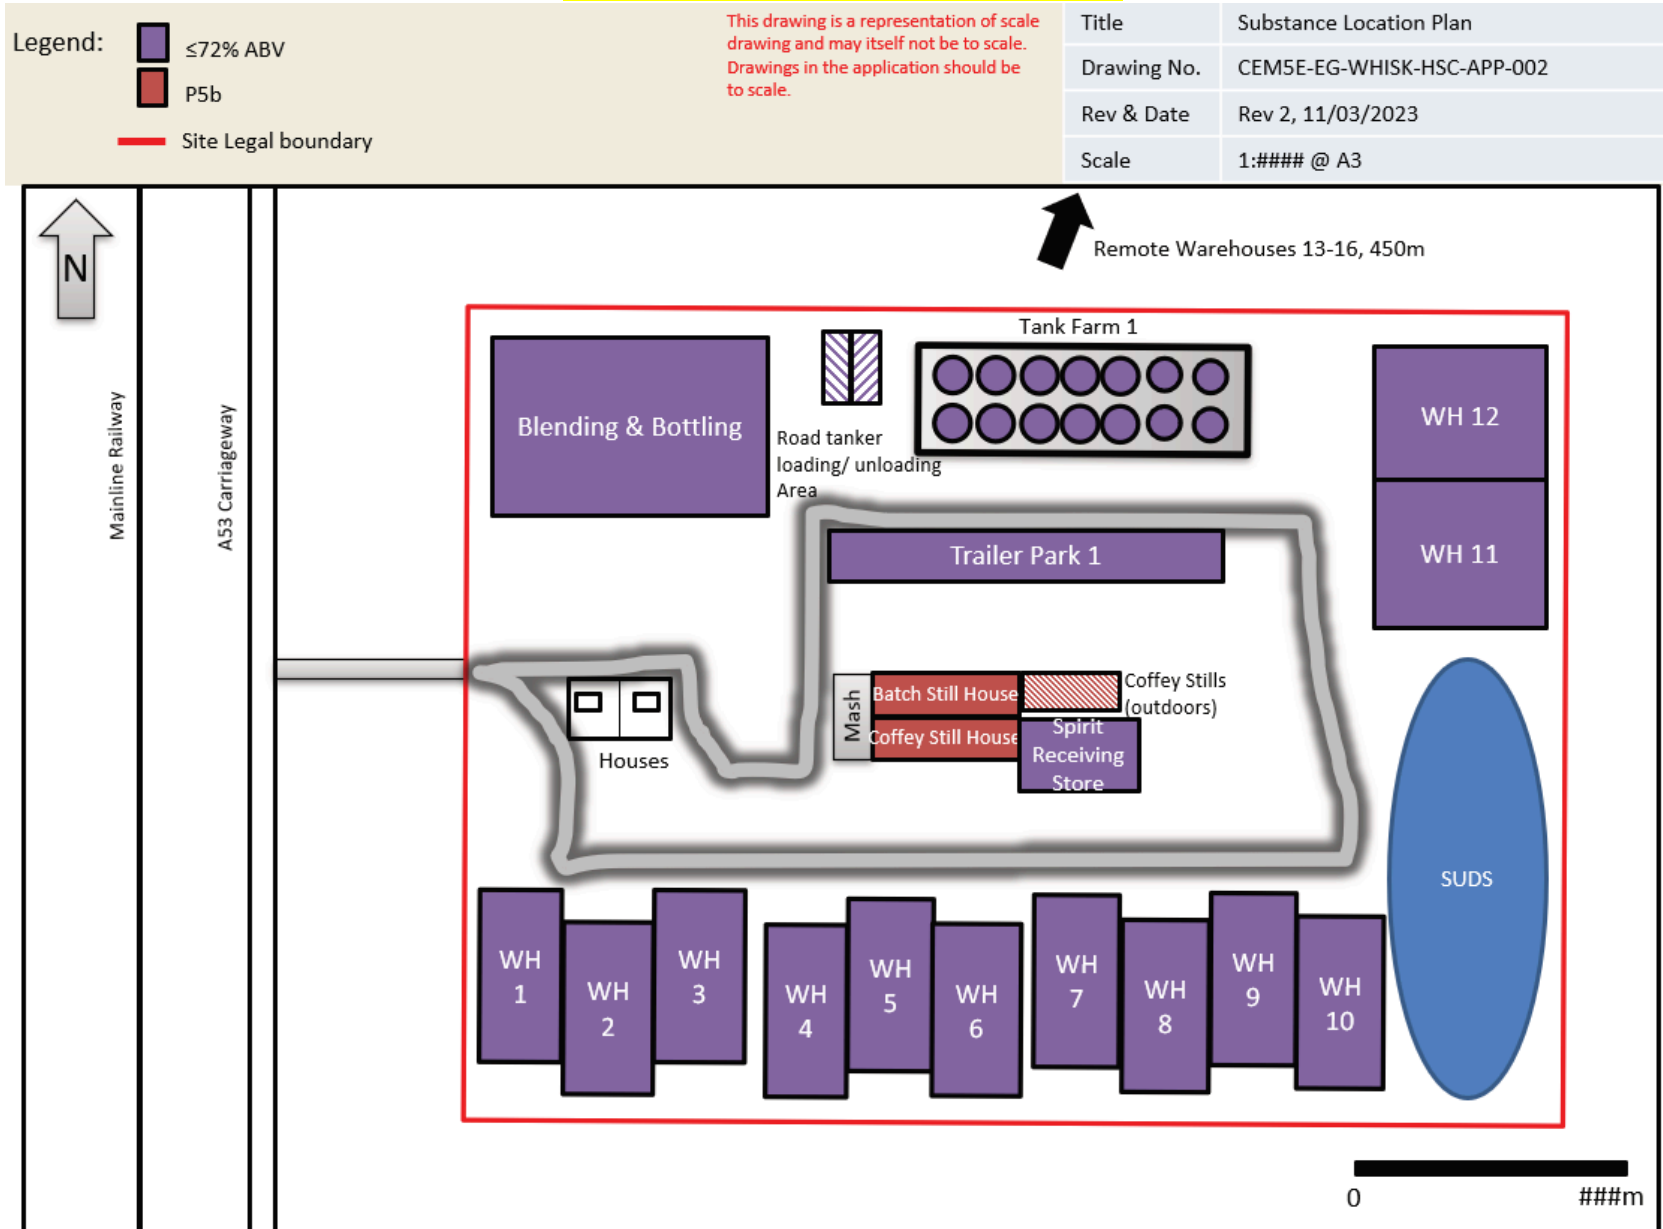 Legend:
≤72% ABV
P5b
Site Legal boundary
This drawing is a representation of scale
drawing and may itself not be to scale.
Drawings in the application should be
to scale.
Title Substance Location Plan
Drawing No. CEM5E-EG-WHISK-HSC-APP-002
Rev & Date Rev 2, 11/03/2023
Scale 1:#### @ A3
N
Remote Warehouses 13-16, 450m
Mainline Railway
A53 Carriageway
Tank Farm 1
Blending & Bottling
Road tanker
loading/ unloading
Area
WH 12
WH 11
Trailer Park 1
Mash
Batch Still House
Coffey Still House
Coffey Stills
(outdoors)
Spirit
Receiving
Store
Houses
SUDS
WH
1
WH
2
WH
3
WH
4
WH
5
WH
6
WH
7
WH
8
WH
9
WH
10
0 ###m